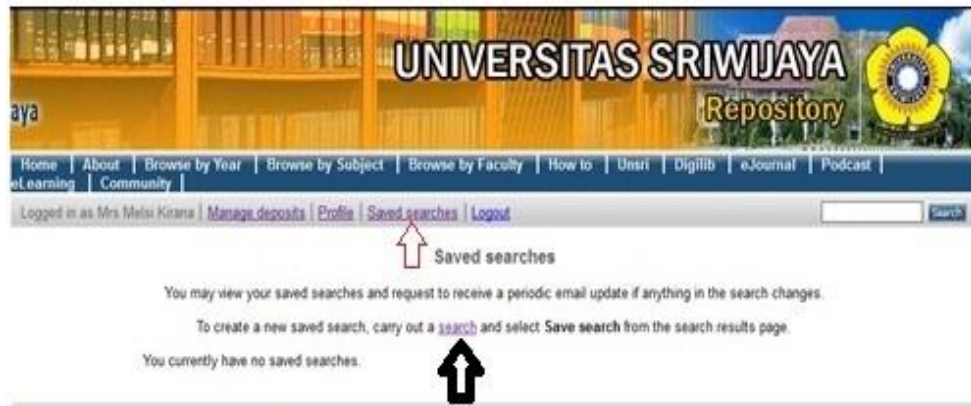 UNIVERSITAS SRIWIJAYA
Repository
aya
Home | About | Browse by Year | Browse by Subject | Browse by Faculty | How to | Unsri | Digilib | eJournal | Podcast |
eLearning | Community |
Logged in as Mrs Melsi Kirana | Manage deposits | Profile | Saved searches | Logout
Search
Saved searches
You may view your saved searches and request to receive a periodic email update if anything in the search changes.
To create a new saved search, carry out a search and select Save search from the search results page.
You currently have no saved searches.